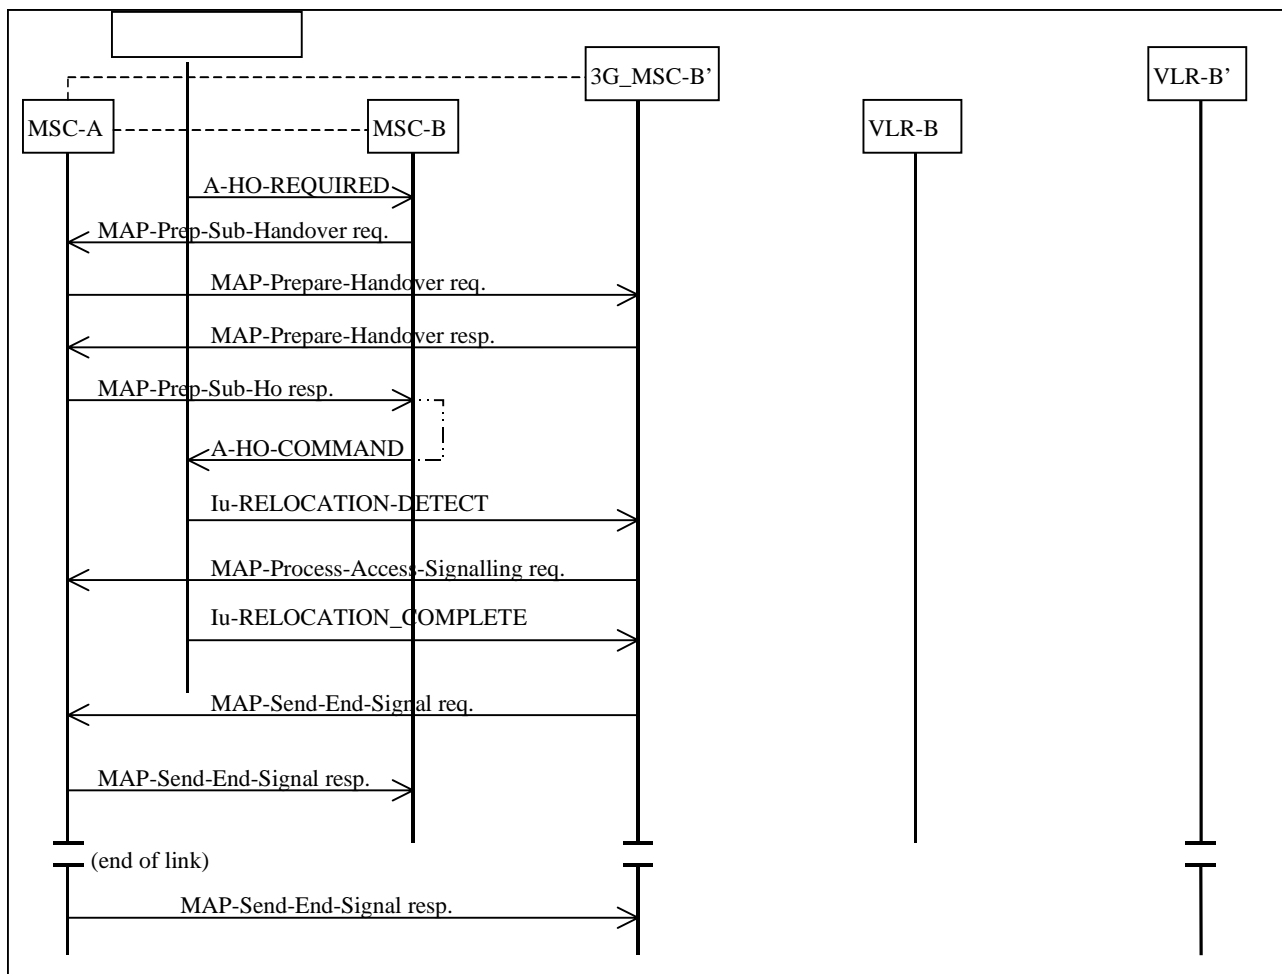 3G_MSC-B’
VLR-B’
MSC-A
MSC-B
VLR-B
A-HO-REQUIRED
MAP-Prep-Sub-Handover req.
MAP-Prepare-Handover req.
MAP-Prepare-Handover resp.
MAP-Prep-Sub-Ho resp.
A-HO-COMMAND
Iu-RELOCATION-DETECT
MAP-Process-Access-Signalling req.
Iu-RELOCATION_COMPLETE
MAP-Send-End-Signal req.
MAP-Send-End-Signal resp.
(end of link)
MAP-Send-End-Signal resp.